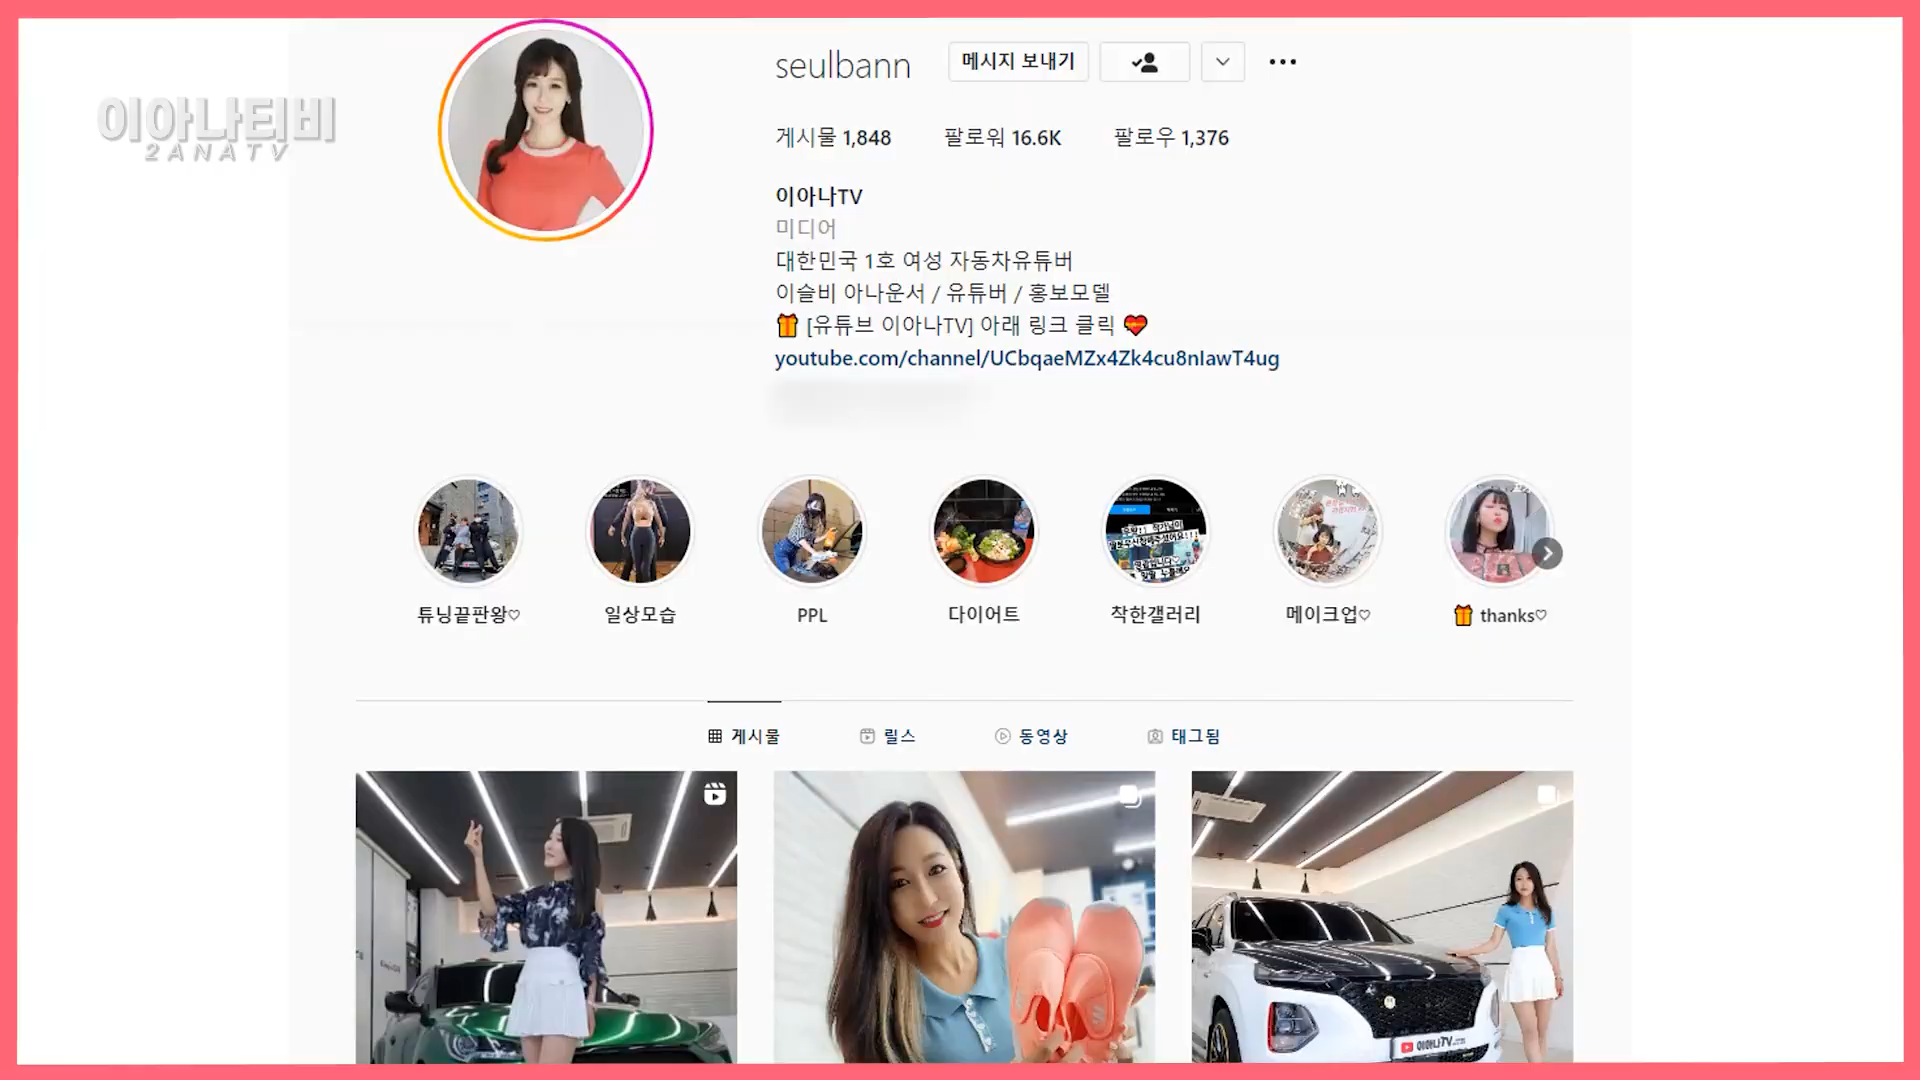 이아나티비
2ANATV
seulbann
메시지 보내기
게시물 1,848
팔로워 16.6K
팔로우 1,376
이아나TV
미디어
대한민국 1호 여성 자동차유튜버
이슬비 아나운서 / 유튜버 / 홍보모델
🎁 [유튜브 이아나TV] 아래 링크 클릭 💝
youtube.com/channel/UCbqaeMZx4Zk4cu8nIawT4ug
튜닝끝판왕♡
일상모습
PPL
다이어트
착한갤러리
메이크업♡
🎁 thanks♡
게시물
릴스
동영상
태그됨
이아나TV